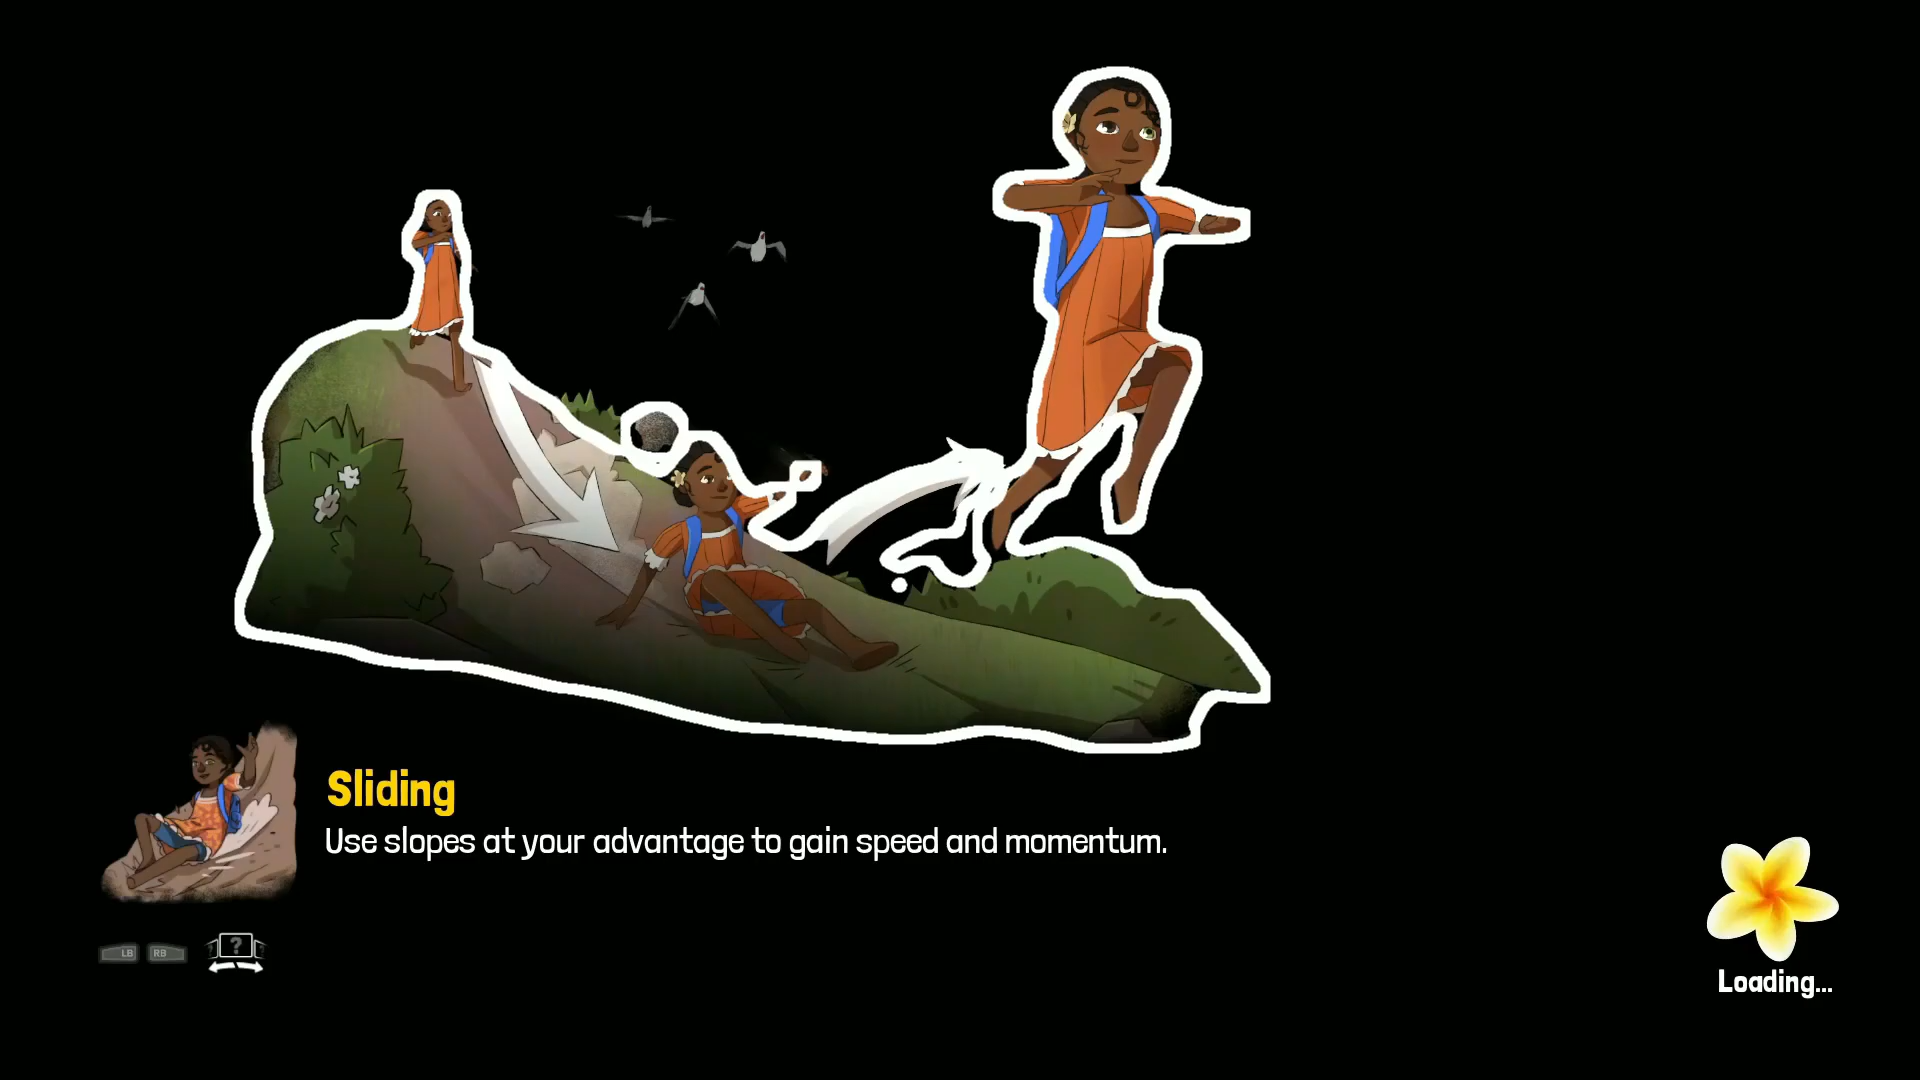 Sliding
Use slopes at your advantage to gain speed and momentum.
LB RB ?
Loading...